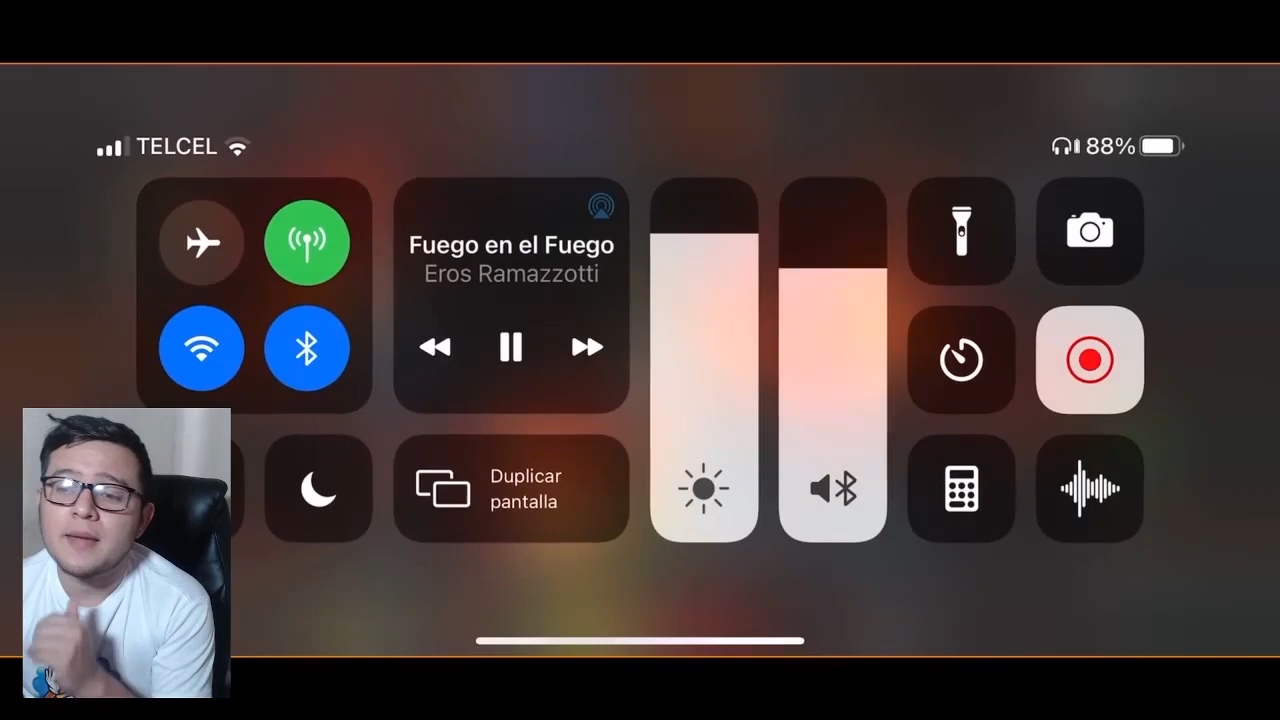 TELCEL
88%
Fuego en el Fuego
Eros Ramazzotti
Duplicar
pantalla